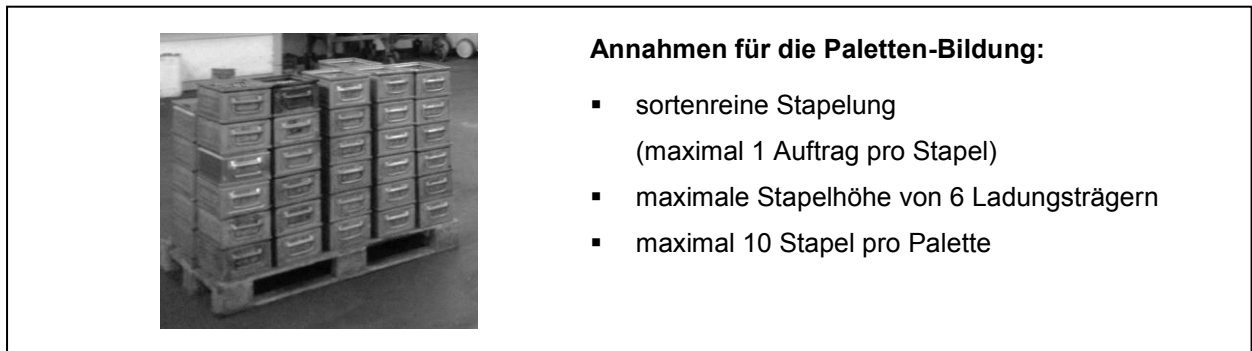 Annahmen für die Paletten-Bildung:
▪ sortenreine Stapelung
(maximal 1 Auftrag pro Stapel)
▪ maximale Stapelhöhe von 6 Ladungsträgern
▪ maximal 10 Stapel pro Palette